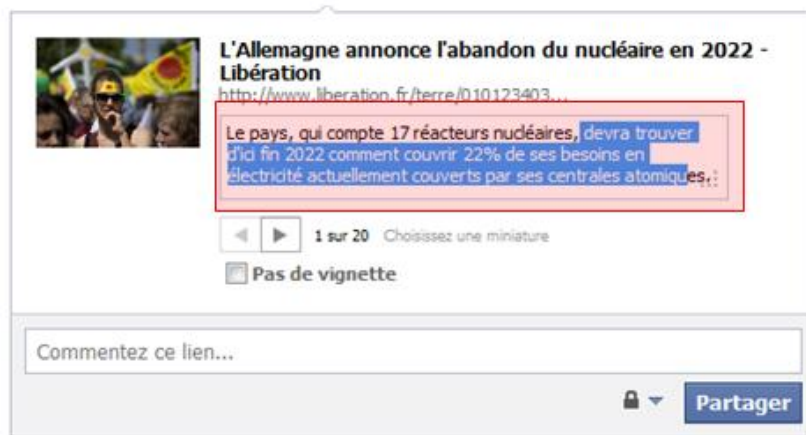 L'Allemagne annonce l'abandon du nucléaire en 2022 -
Libération
http://www.liberation.fr/terre/010123403...
Le pays, qui compte 17 réacteurs nucléaires, devra trouver
d'ici fin 2022 comment couvrir 22% de ses besoins en
électricité actuellement couverts par ses centrales atomiques.
1 sur 20 Choisissez une miniature
Pas de vignette
Commentez ce lien...
Partager